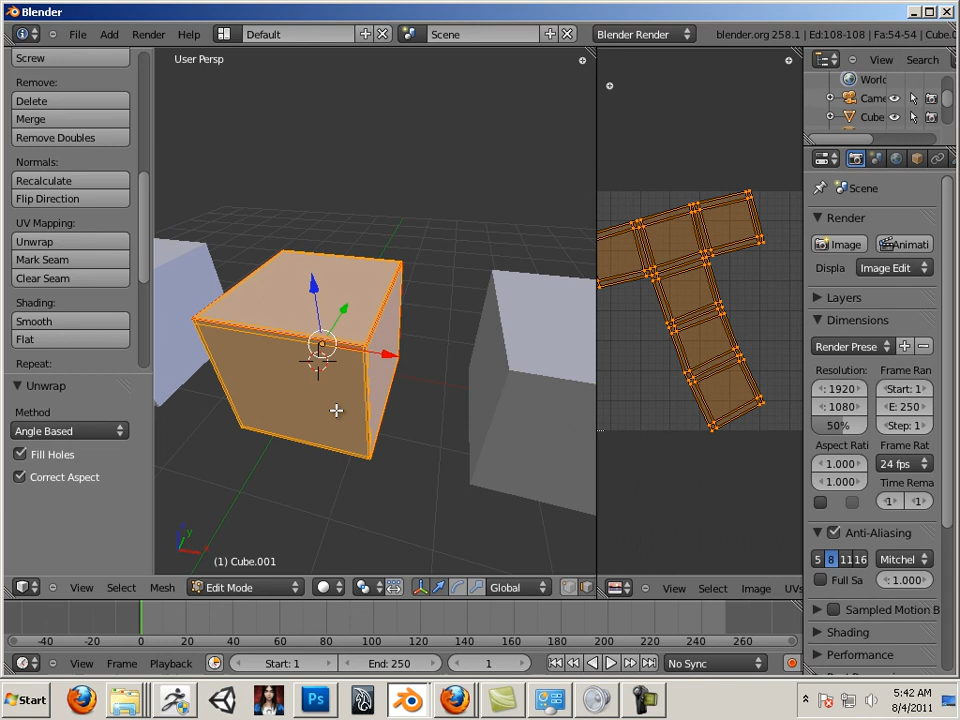 Blender
File Add Render Help Default Scene Blender Render blender.org 258.1 | Ed:108-108 | Fa:54-54 | Cube.0
Screw
Remove:
Delete
Merge
Remove Doubles
Normals:
Recalculate
Flip Direction
UV Mapping:
Unwrap
Mark Seam
Clear Seam
Shading:
Smooth
Flat
Repeat:
Unwrap
Method
Angle Based
Fill Holes
Correct Aspect
User Persp
y
(1) Cube.001
View Select Mesh Edit Mode Global
View Select Image UVs
View Search
World
Came
Cube
Scene
Render
Image Animati
Displa Image Edit
Layers
Dimensions
Render Prese
Resolution: Frame Ran
: 1920 Start: 1
: 1080 E: 250
50% Step: 1
Aspect Rati Frame Rat
1.000 24 fps
1.000 Time Rema
1 1
Anti-Aliasing
5 8 11 16 Mitchel
Full Sa : 1.000
Sampled Motion B
Shading
Performance
-40 -20 0 20 40 60 80 100 120 140 160 180 200 220 240 260
View Frame Playback Start: 1 End: 250 1 No Sync
Start Ps 5:42 AM
8/4/2011